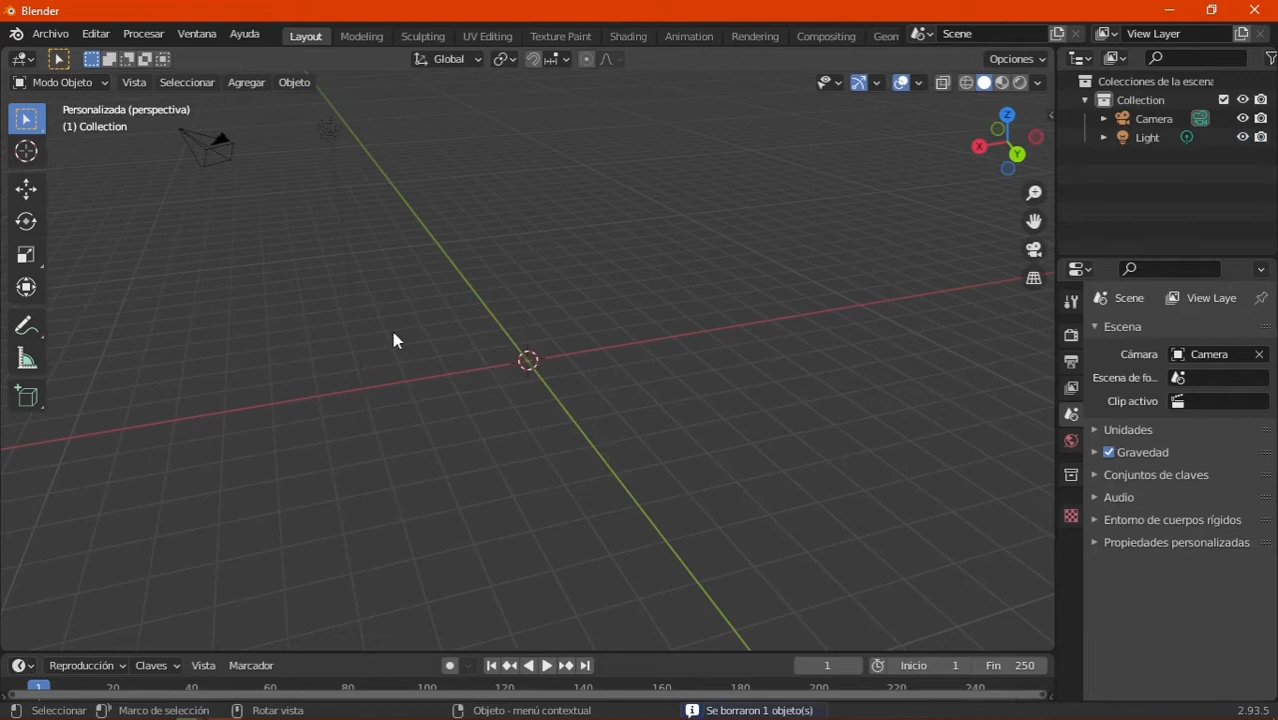 Blender
Archivo Editar Procesar Ventana Ayuda Layout Modeling Sculpting UV Editing Texture Paint Shading Animation Rendering Compositing Geom Scene View Layer
Global Opciones
Modo Objeto Vista Seleccionar Agregar Objeto
Personalizada (perspectiva)
(1) Collection
Z
X
Y
Colecciones de la escena
Collection
Camera
Light
Scene View Laye
Escena
Cámara Camera
Escena de fo...
Clip activo
Unidades
Gravedad
Conjuntos de claves
Audio
Entorno de cuerpos rígidos
Propiedades personalizadas
Reproducción Claves Vista Marcador 1 Inicio 1 Fin 250
1 20 40 60 80 100 120 140 160 180 200 220 240
Seleccionar Marco de selección Rotar vista Objeto - menú contextual Se borraron 1 objeto(s) 2.93.5